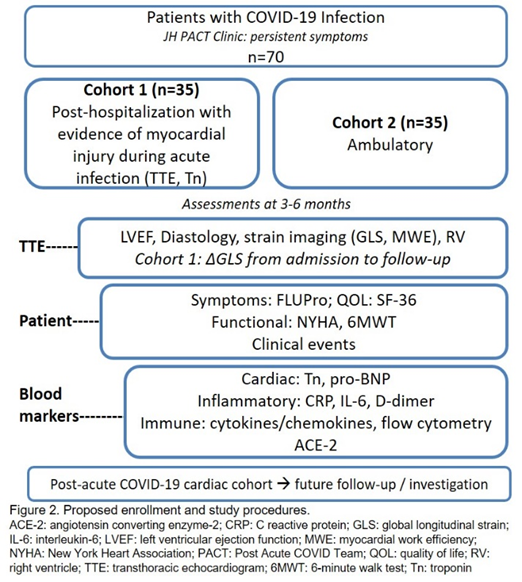 Patients with COVID-19 Infection
JH PACT Clinic: persistent symptoms
n=70
Cohort 1 (n=35)
Post-hospitalization with
evidence of myocardial
injury during acute
infection (TTE, Tn)
Cohort 2 (n=35)
Ambulatory
Assessments at 3-6 months
TTE
LVEF, Diastology, strain imaging (GLS, MWE), RV
Cohort 1: ΔGLS from admission to follow-up
Patient
Symptoms: FLUPro; QOL: SF-36
Functional: NYHA, 6MWT
Clinical events
Blood
markers
Cardiac: Tn, pro-BNP
Inflammatory: CRP, IL-6, D-dimer
Immune: cytokines/chemokines, flow cytometry
ACE-2
Post-acute COVID-19 cardiac cohort → future follow-up / investigation
Figure 2. Proposed enrollment and study procedures.
ACE-2: angiotensin converting enzyme-2; CRP: C reactive protein; GLS: global longitudinal strain;
IL-6: interleukin-6; LVEF: left ventricular ejection function; MWE: myocardial work efficiency;
NYHA: New York Heart Association; PACT: Post Acute COVID Team; QOL: quality of life; RV:
right ventricle; TTE: transthoracic echocardiogram; 6MWT: 6-minute walk test; Tn: troponin